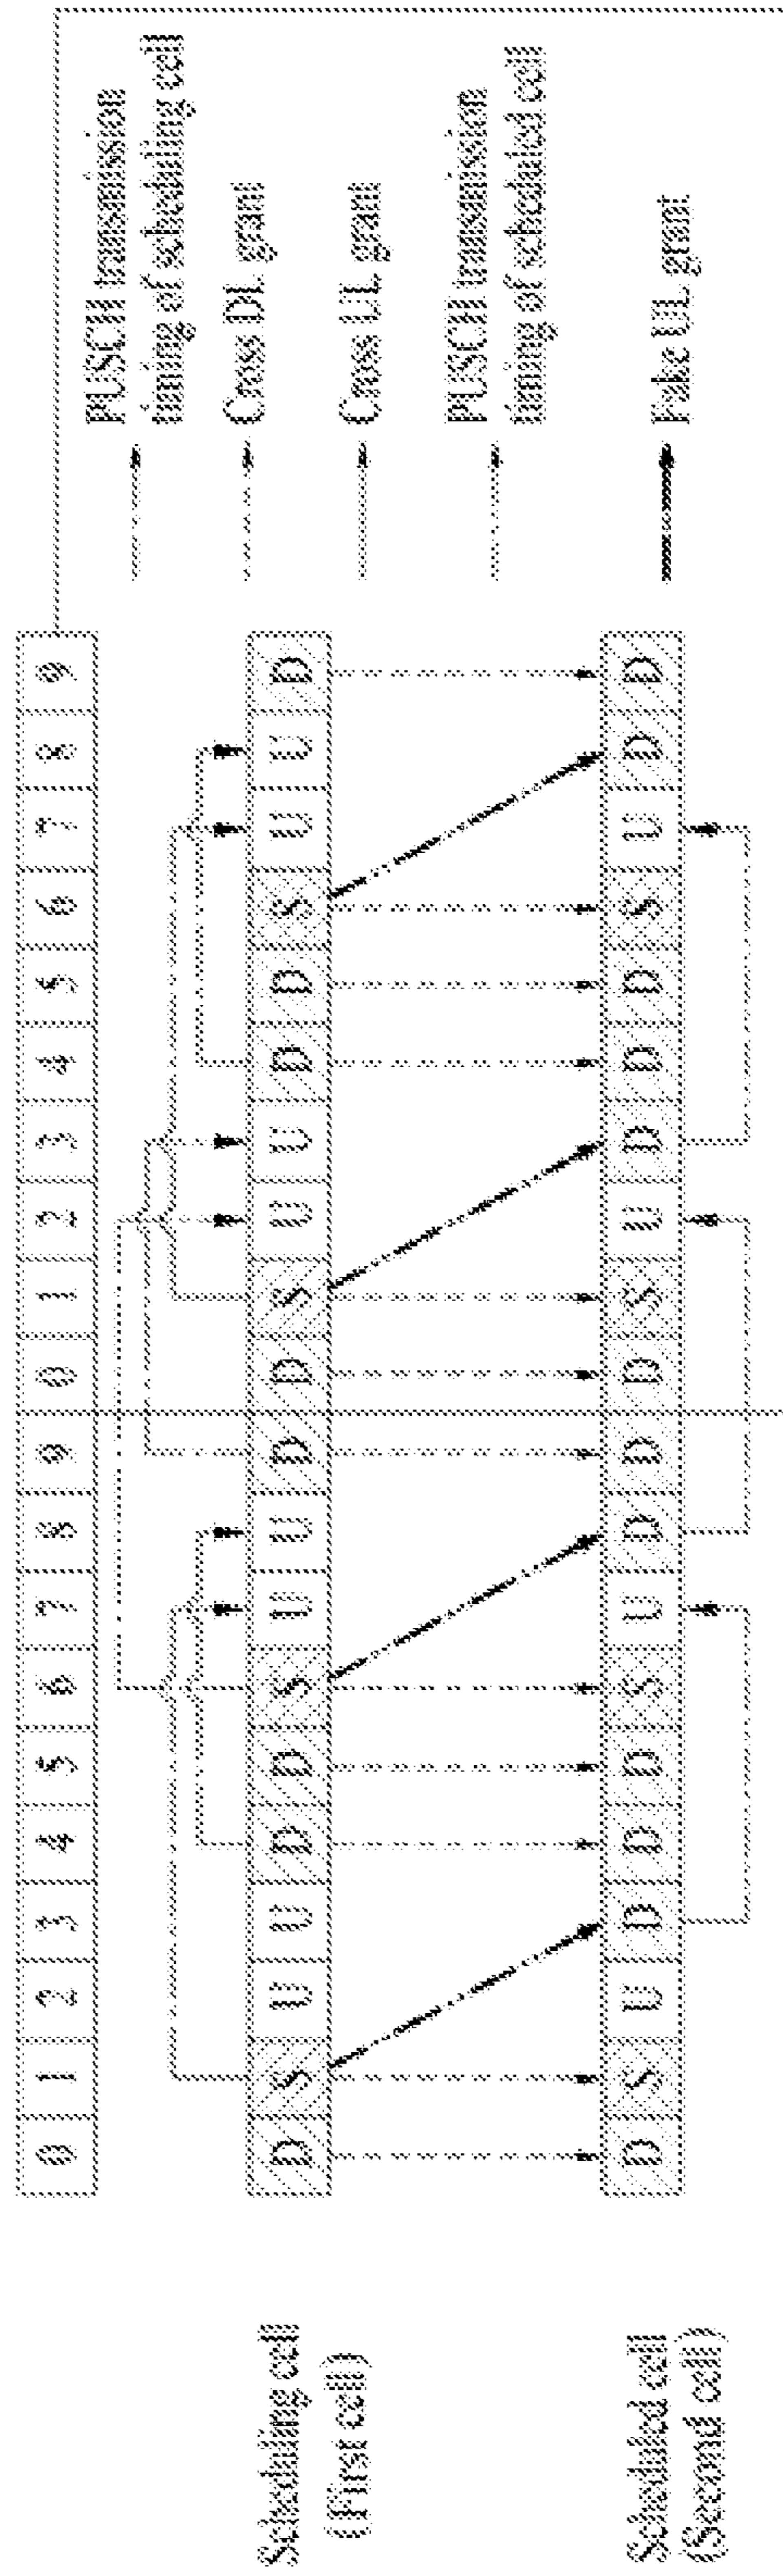 0 1 2 3 4 5 6 7 8 9 0 1 2 3 4 5 6 7 8 9
Scheduling cell
(First cell)
D S U U D D S U U D D S U U D D S U U D
Scheduled cell
(Second cell)
D S U D D D S U D D D S U D D D S U D D
PUSCH transmission
timing of scheduling cell
Cross DL grant
Cross UL grant
PUSCH transmission
timing of scheduled cell
Fake UL grant